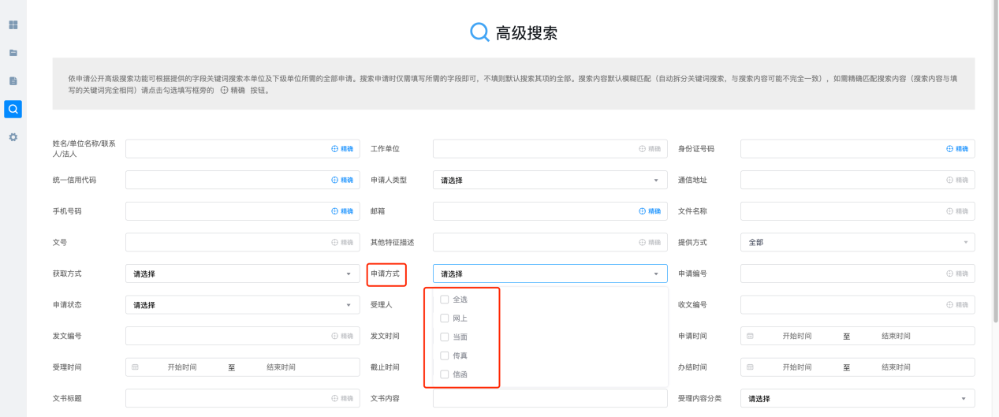 高级搜索
依申请公开高级搜索功能可根据提供的字段关键词搜索本单位及下级单位所需的全部申请。搜索申请时仅需填写所需的字段即可，不填则默认搜索其项的全部。搜索内容默认模糊匹配（自动拆分关键词搜索，与搜索内容可能不完全一致），如需精确匹配搜索内容（搜索内容与填
写的关键词完全相同）请点击勾选填写框旁的 精确 按钮。
姓名/单位名称/联系
人/法人 精确 工作单位 精确 身份证号码 精确
统一信用代码 精确 申请人类型 请选择 通信地址 精确
手机号码 精确 邮箱 精确 文件名称 精确
文号 精确 其他特征描述 精确 提供方式 全部
获取方式 请选择 申请方式 请选择 申请编号 精确
申请状态 请选择 受理人 全选 收文编号 精确
网上
发文编号 精确 发文时间 当面 申请时间 开始时间 至 结束时间
传真
受理时间 开始时间 至 结束时间 截止时间 信函 办结时间 开始时间 至 结束时间
文书标题 精确 文书内容 受理内容分类 请选择